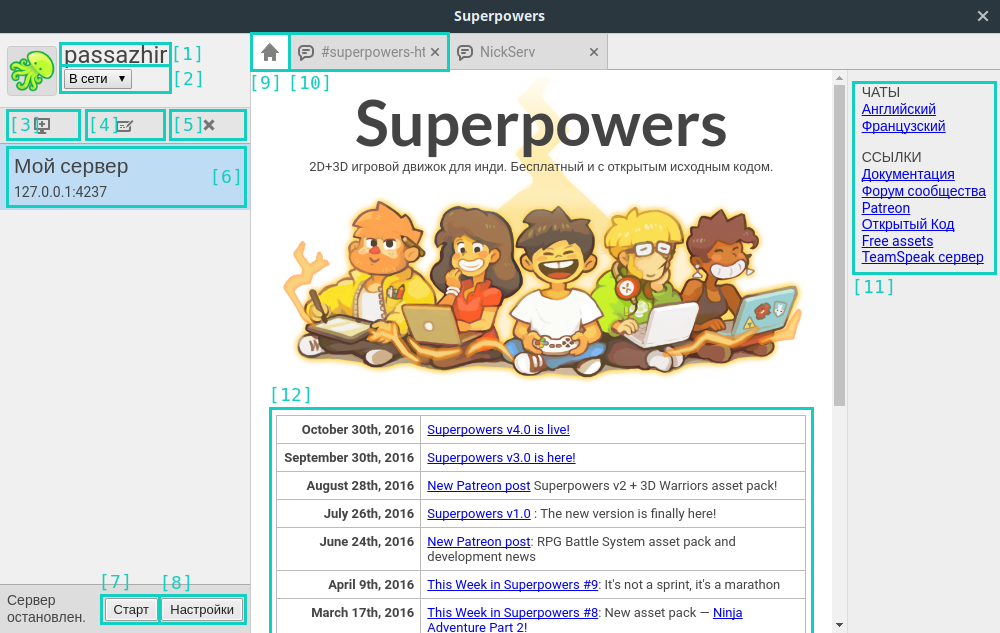 Superpowers
passazhir
[1]
В сети
[2]
[3]
[4]
[5]
Мой сервер
127.0.0.1:4237
[6]
[7]
[8]
Сервер
остановлен.
Старт
Настройки
#superpowers-ht
NickServ
[9]
[10]
Superpowers
2D+3D игровой движок для инди. Бесплатный и с открытым исходным кодом.
[12]
October 30th, 2016 Superpowers v4.0 is live!
September 30th, 2016 Superpowers v3.0 is here!
August 28th, 2016 New Patreon post Superpowers v2 + 3D Warriors asset pack!
July 26th, 2016 Superpowers v1.0 : The new version is finally here!
June 24th, 2016 New Patreon post: RPG Battle System asset pack and
development news
April 9th, 2016 This Week in Superpowers #9: It's not a sprint, it's a marathon
March 17th, 2016 This Week in Superpowers #8: New asset pack — Ninja
Adventure Part 2!
ЧАТЫ
Английский
Французский
ССЫЛКИ
Документация
Форум сообщества
Patreon
Открытый Код
Free assets
TeamSpeak сервер
[11]